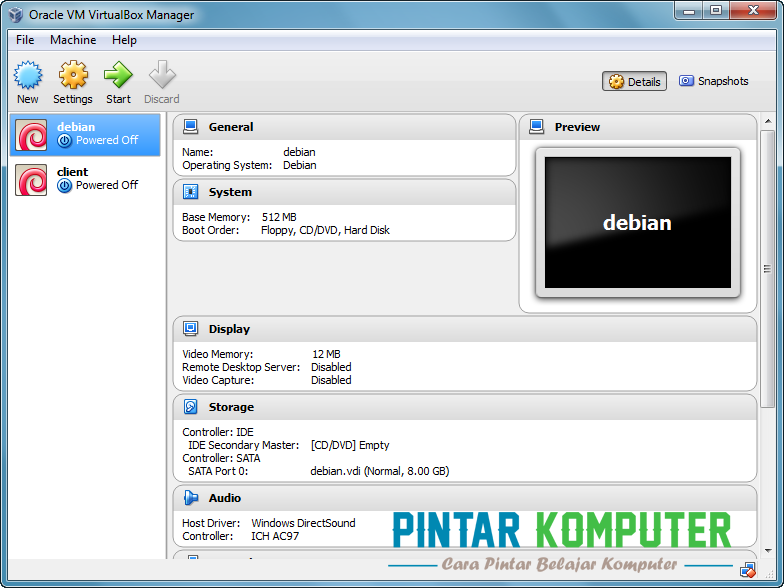 Oracle VM VirtualBox Manager
File Machine Help
New Settings Start Discard
Details Snapshots
debian
Powered Off
client
Powered Off
General
Name: debian
Operating System: Debian
System
Base Memory: 512 MB
Boot Order: Floppy, CD/DVD, Hard Disk
Preview
debian
Display
Video Memory: 12 MB
Remote Desktop Server: Disabled
Video Capture: Disabled
Storage
Controller: IDE
IDE Secondary Master: [CD/DVD] Empty
Controller: SATA
SATA Port 0: debian.vdi (Normal, 8.00 GB)
Audio
Host Driver: Windows DirectSound
Controller: ICH AC97
PINTAR KOMPUTER
Cara Pintar Belajar Komputer